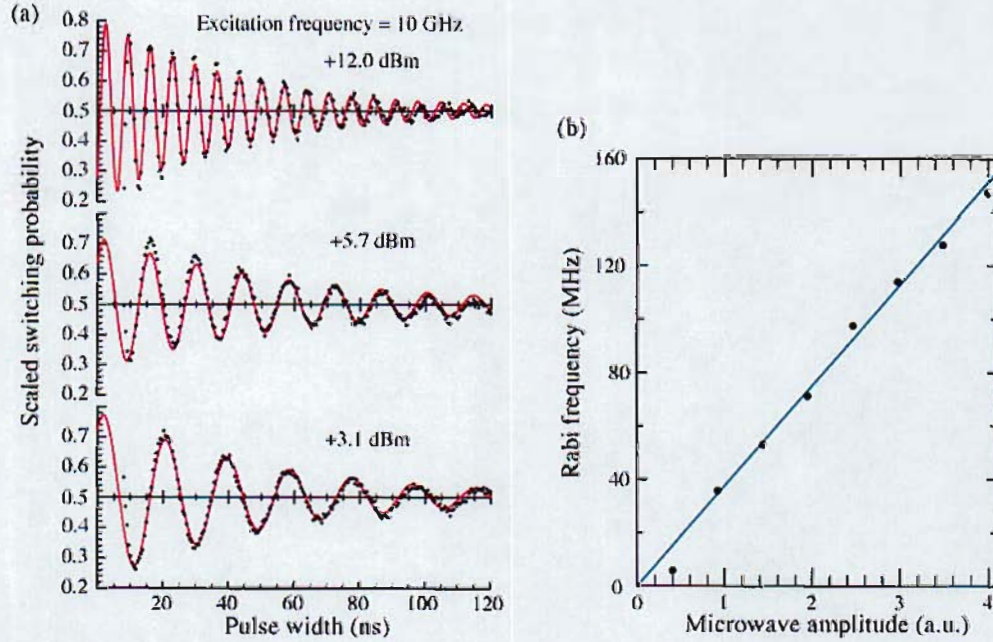 (a)
Excitation frequency = 10 GHz
+12.0 dBm
0.8
0.7
0.6
0.5
0.4
0.3
0.2
+5.7 dBm
0.7
0.6
0.5
0.4
0.3
0.2
+3.1 dBm
0.7
0.6
0.5
0.4
0.3
0.2
20 40 60 80 100 120
Scaled switching probability
Pulse width (ns)
(b)
160
120
80
40
0
0 1 2 3 4
Rabi frequency (MHz)
Microwave amplitude (a.u.)